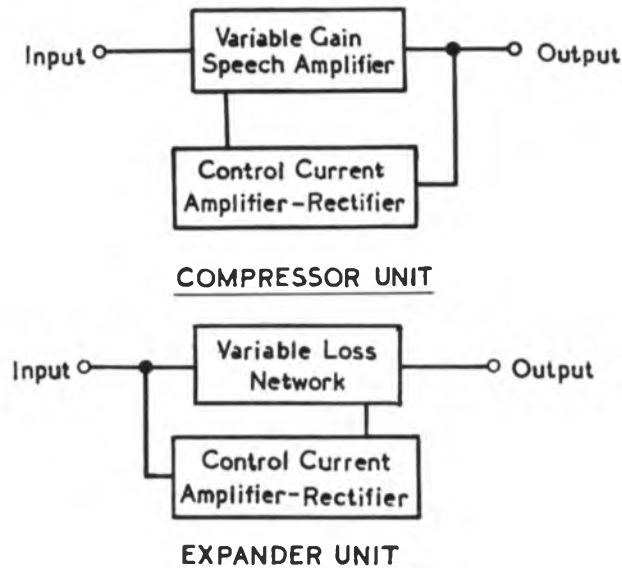 Input
Variable Gain
Speech Amplifier
Output
Control Current
Amplifier-Rectifier
COMPRESSOR UNIT
Input
Variable Loss
Network
Output
Control Current
Amplifier-Rectifier
EXPANDER UNIT